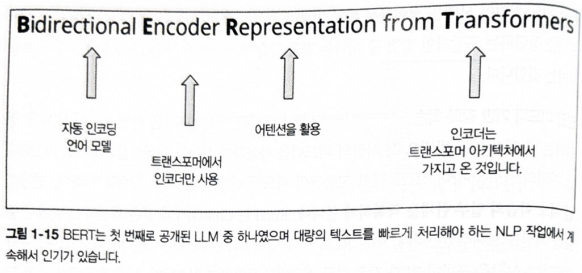 Bidirectional Encoder Representation from Transformers
자동 인코딩
언어 모델
트랜스포머에서
인코더만 사용
어텐션을 활용
인코더는
트랜스포머 아키텍처에서
가지고 온 것입니다.
그림 1-15 BERT는 첫 번째로 공개된 LLM 중 하나였으며 대량의 텍스트를 빠르게 처리해야 하는 NLP 작업에서 계
속해서 인기가 있습니다.